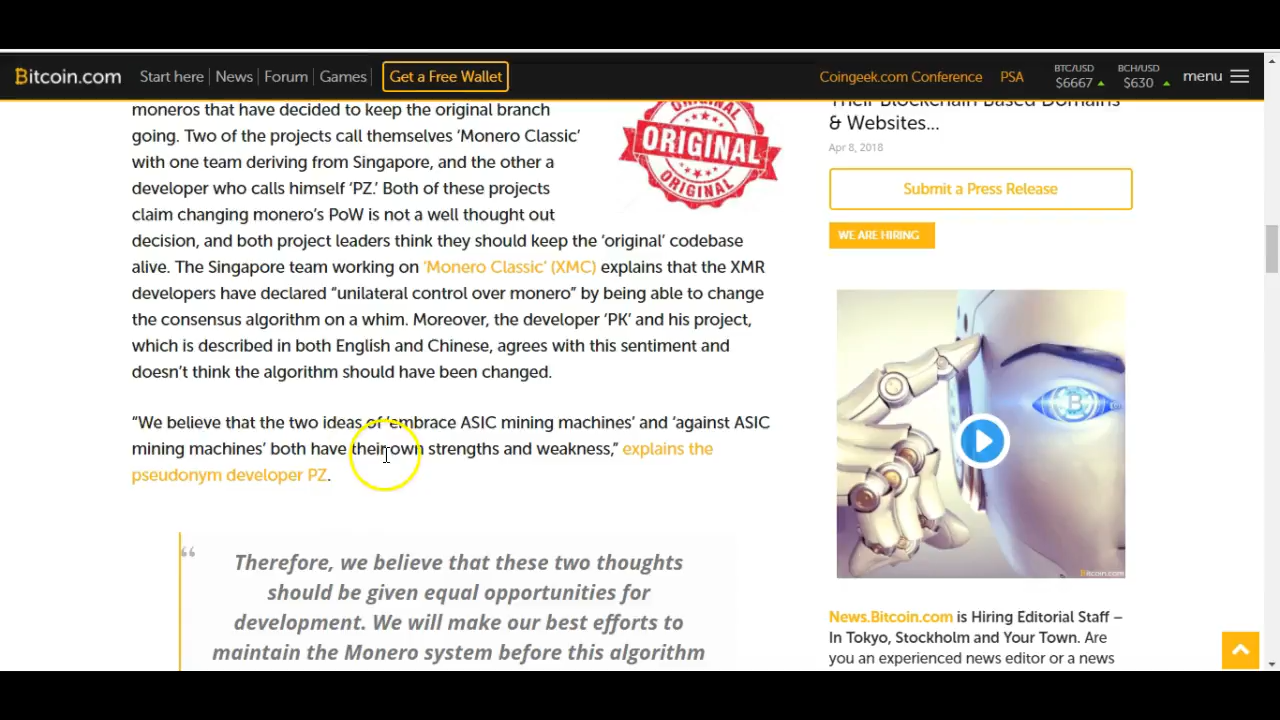 Bitcoin.com Start here News Forum Games Get a Free Wallet Coingeek.com Conference PSA BTC/USD $6667 BCH/USD $630 menu
moneros that have decided to keep the original branch
going. Two of the projects call themselves ‘Monero Classic’
with one team deriving from Singapore, and the other a
developer who calls himself ‘PZ.’ Both of these projects
claim changing monero’s PoW is not a well thought out
decision, and both project leaders think they should keep the ‘original’ codebase
alive. The Singapore team working on ‘Monero Classic’ (XMC) explains that the XMR
developers have declared “unilateral control over monero” by being able to change
the consensus algorithm on a whim. Moreover, the developer ‘PK’ and his project,
which is described in both English and Chinese, agrees with this sentiment and
doesn’t think the algorithm should have been changed.
ORIGINAL
ORIGINAL
ORIGINAL
“We believe that the two ideas of ‘embrace ASIC mining machines’ and ‘against ASIC
mining machines’ both have their own strengths and weakness,” explains the
pseudonym developer PZ.
“
Therefore, we believe that these two thoughts
should be given equal opportunities for
development. We will make our best efforts to
maintain the Monero system before this algorithm
Their Blockchain Based Domains
& Websites...
Apr 8, 2018
Submit a Press Release
WE ARE HIRING
Bitcoin.com
News.Bitcoin.com is Hiring Editorial Staff –
In Tokyo, Stockholm and Your Town. Are
you an experienced news editor or a news